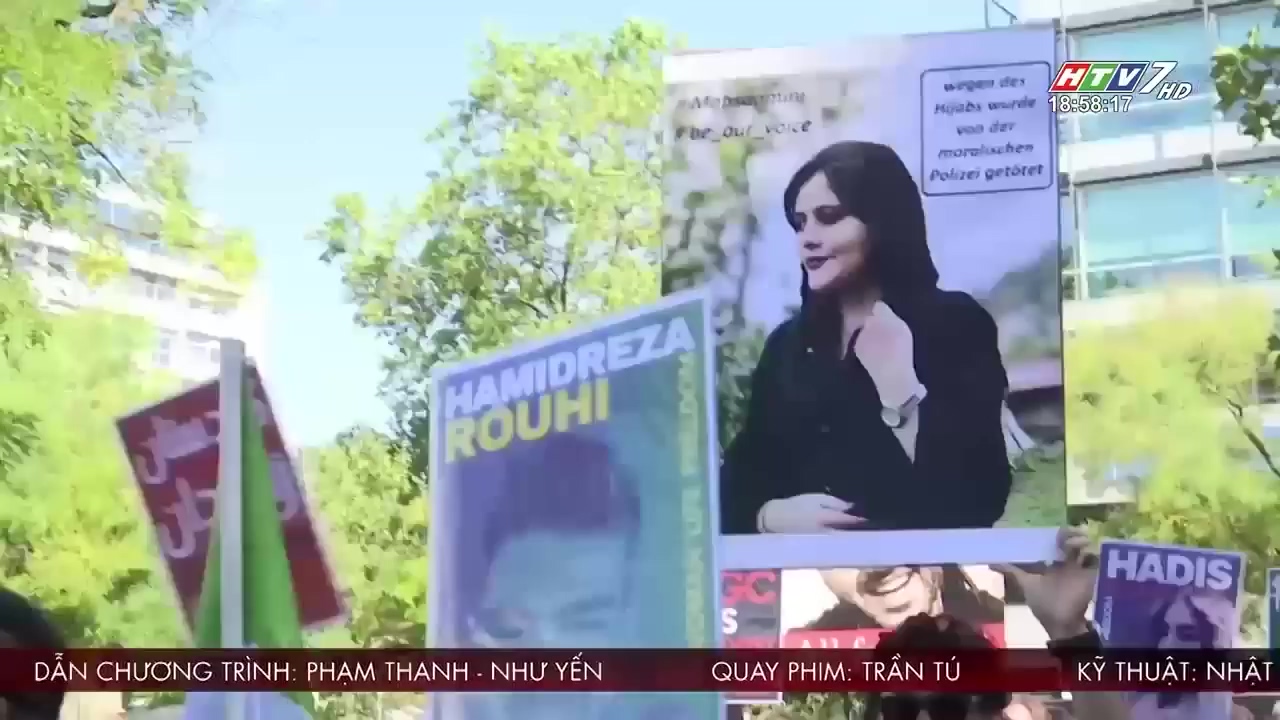 HTV7 HD
18:58:17
#Mahsaamini
#be_our_voice
wegen des
Hijabs wurde
von der
moralischen
Polizei getötet
HAMIDREZA
ROUHI
HADIS
DẪN CHƯƠNG TRÌNH: PHẠM THANH - NHƯ YẾN QUAY PHIM: TRẦN TÚ KỸ THUẬT: NHẬT